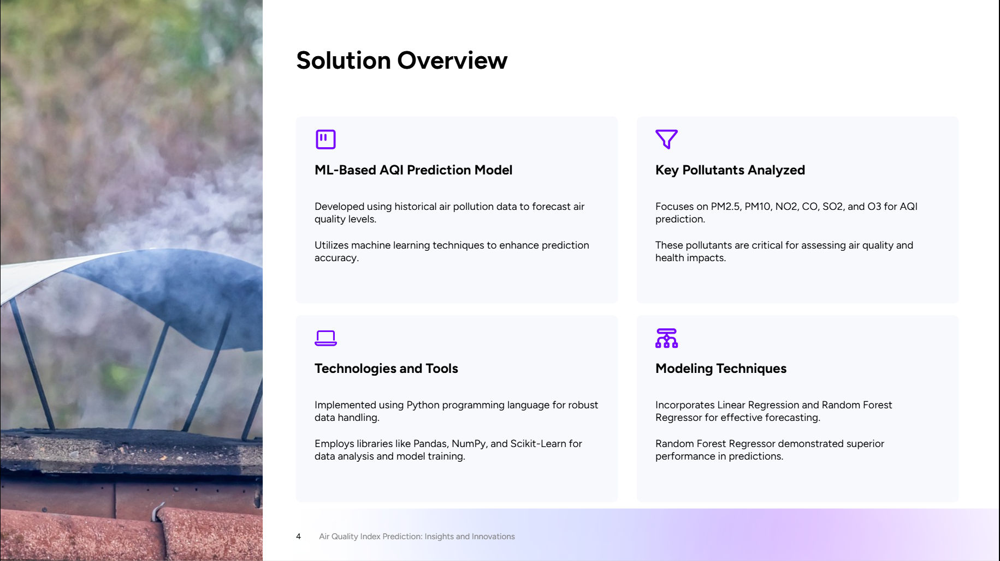 Solution Overview
ML-Based AQI Prediction Model
Developed using historical air pollution data to forecast air
quality levels.
Utilizes machine learning techniques to enhance prediction
accuracy.
Key Pollutants Analyzed
Focuses on PM2.5, PM10, NO2, CO, SO2, and O3 for AQI
prediction.
These pollutants are critical for assessing air quality and
health impacts.
Technologies and Tools
Implemented using Python programming language for robust
data handling.
Employs libraries like Pandas, NumPy, and Scikit-Learn for
data analysis and model training.
Modeling Techniques
Incorporates Linear Regression and Random Forest
Regressor for effective forecasting.
Random Forest Regressor demonstrated superior
performance in predictions.
4 Air Quality Index Prediction: Insights and Innovations